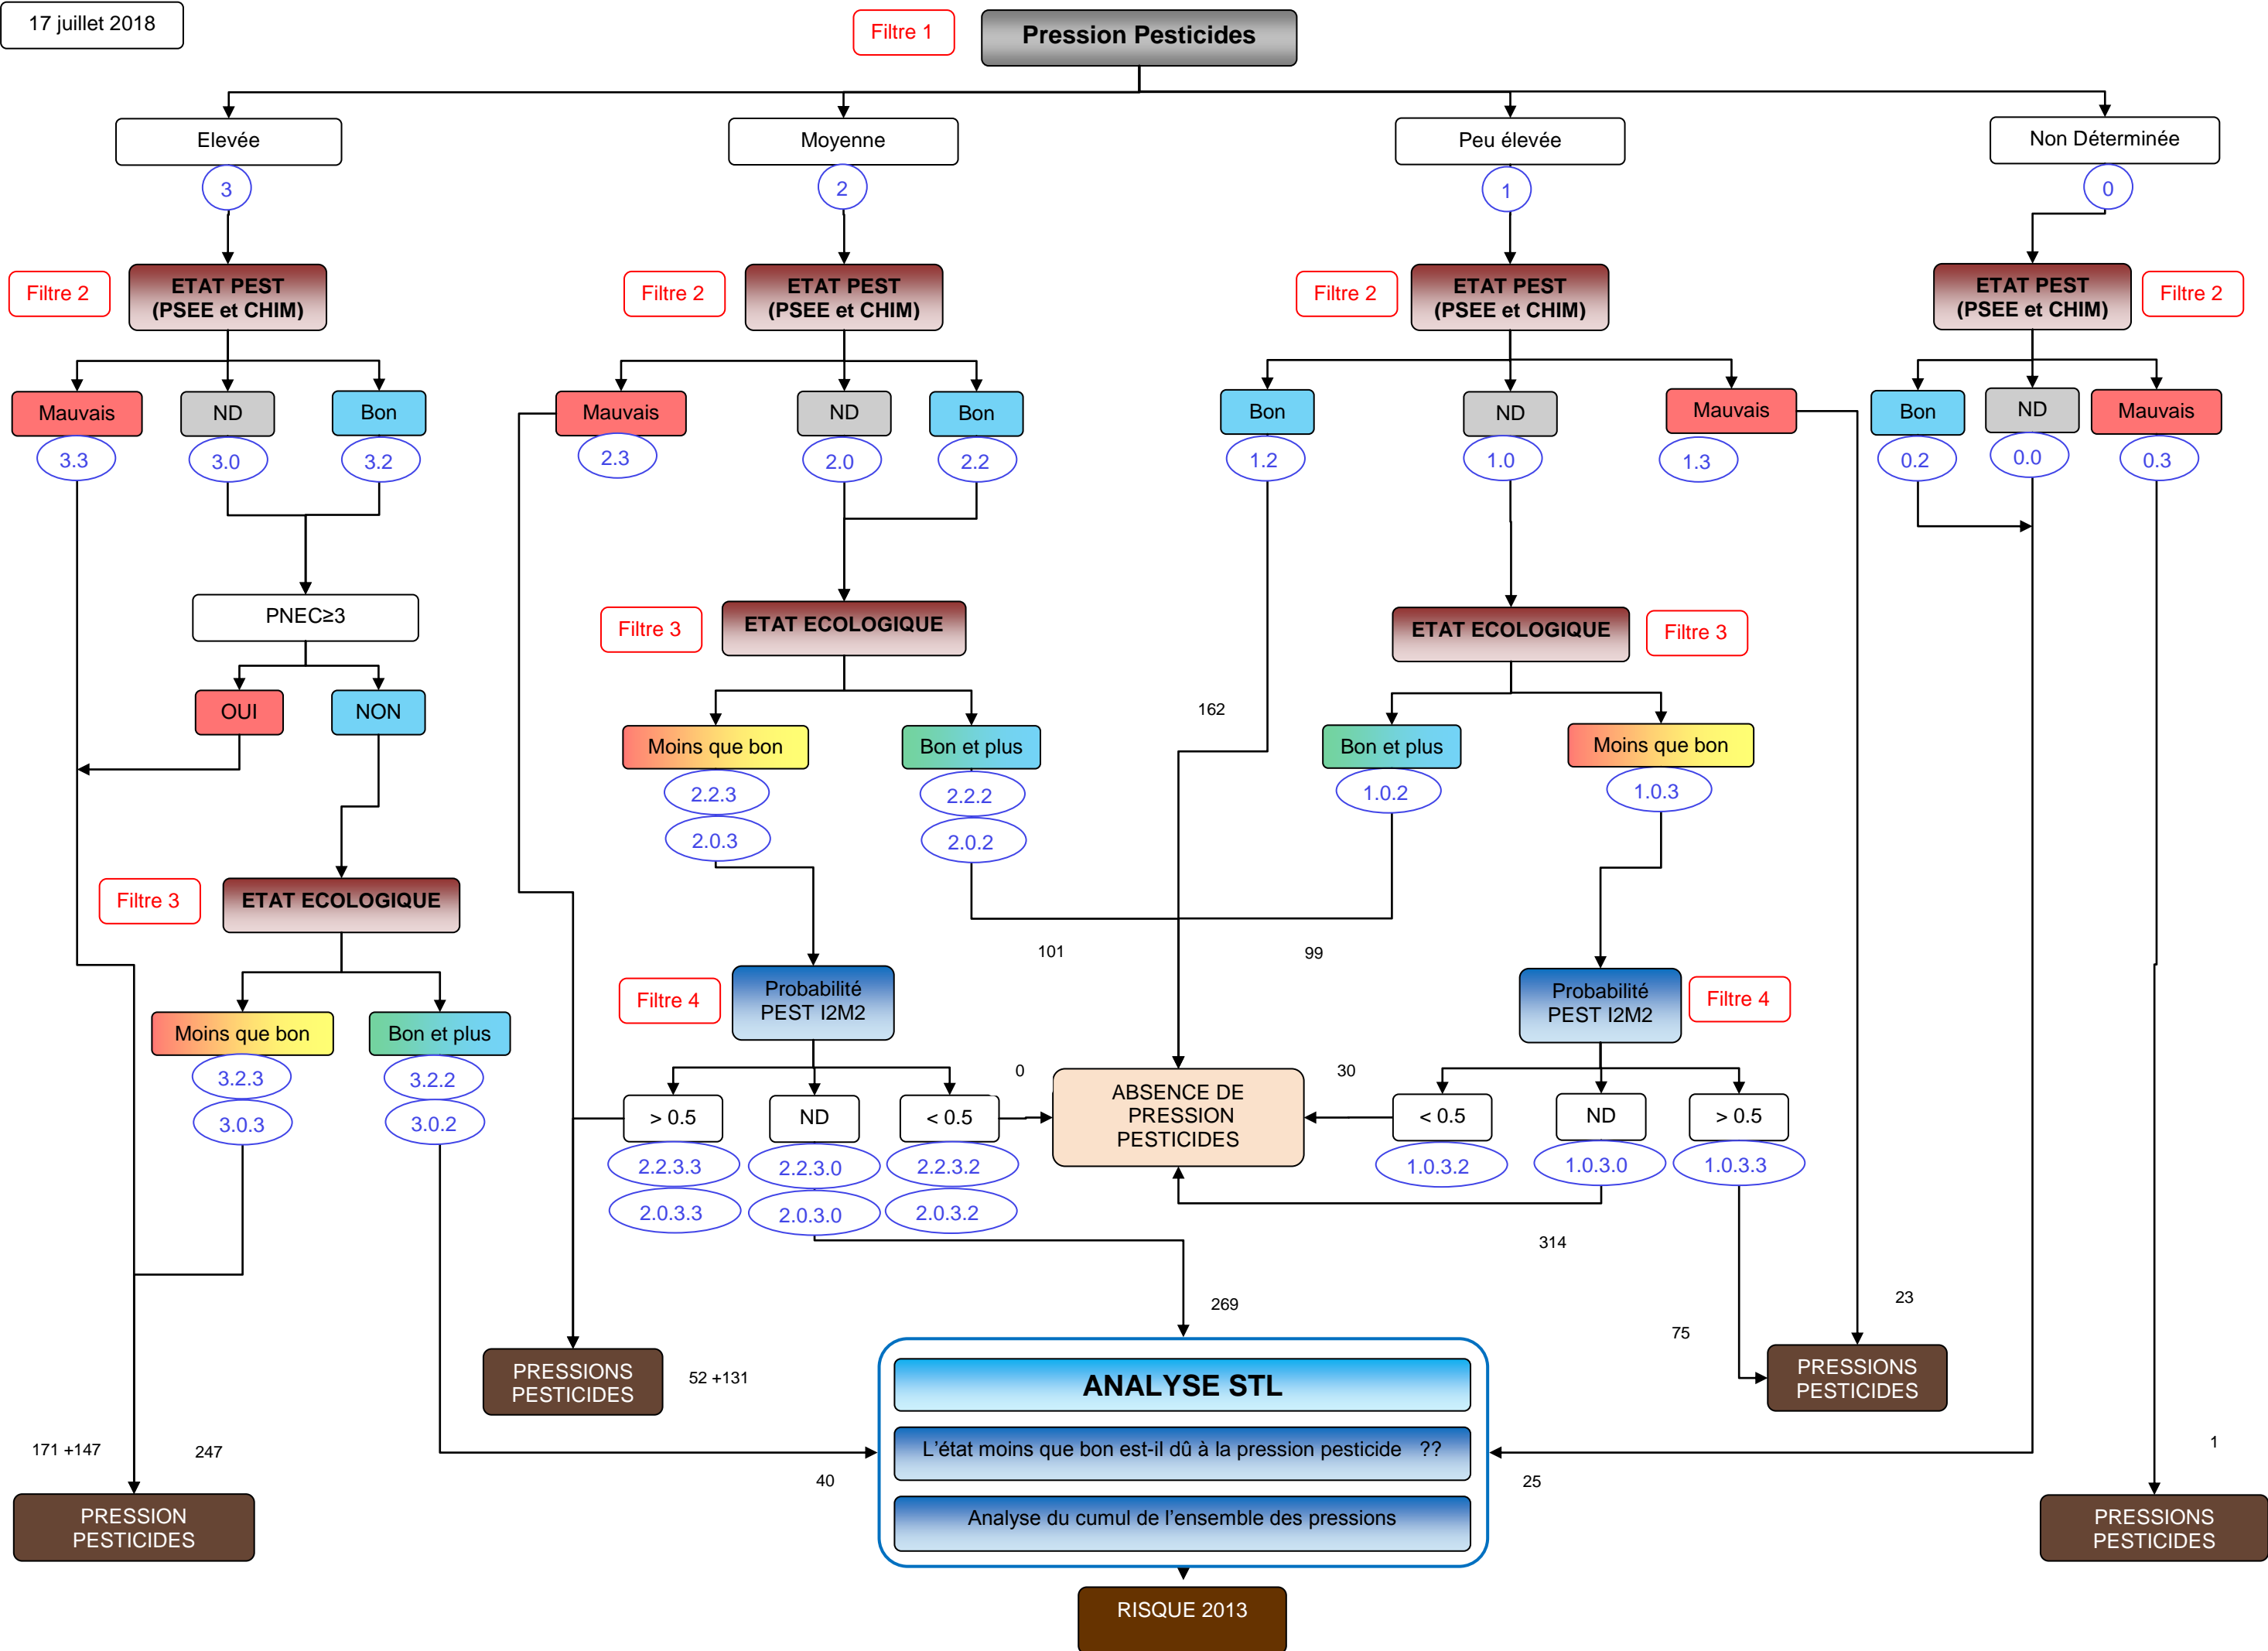 17 juillet 2018
Filtre 1
Pression Pesticides
Elevée
Moyenne
Peu élevée
Non Déterminée
3
2
1
0
Filtre 2
ETAT PEST
(PSEE et CHIM)
Filtre 2
ETAT PEST
(PSEE et CHIM)
Filtre 2
ETAT PEST
(PSEE et CHIM)
ETAT PEST
(PSEE et CHIM)
Filtre 2
Mauvais
ND
Bon
Mauvais
ND
Bon
Bon
ND
Mauvais
Bon
ND
Mauvais
3.3
3.0
3.2
2.3
2.0
2.2
1.2
1.0
1.3
0.2
0.0
0.3
PNEC≥3
Filtre 3
ETAT ECOLOGIQUE
ETAT ECOLOGIQUE
Filtre 3
OUI
NON
162
Moins que bon
Bon et plus
Bon et plus
Moins que bon
2.2.3
2.2.2
1.0.2
1.0.3
2.0.3
2.0.2
Filtre 3
ETAT ECOLOGIQUE
101
99
Filtre 4
Probabilité
PEST I2M2
Probabilité
PEST I2M2
Filtre 4
Moins que bon
Bon et plus
3.2.3
3.2.2
3.0.3
3.0.2
0
30
ABSENCE DE
PRESSION
PESTICIDES
> 0.5
ND
< 0.5
< 0.5
ND
> 0.5
2.2.3.3
2.2.3.0
2.2.3.2
1.0.3.2
1.0.3.0
1.0.3.3
2.0.3.3
2.0.3.0
2.0.3.2
314
269
23
75
PRESSIONS
PESTICIDES
52 +131
PRESSIONS
PESTICIDES
ANALYSE STL
L'état moins que bon est-il dû à la pression pesticide ??
Analyse du cumul de l'ensemble des pressions
171 +147
247
40
25
1
PRESSION
PESTICIDES
PRESSIONS
PESTICIDES
RISQUE 2013